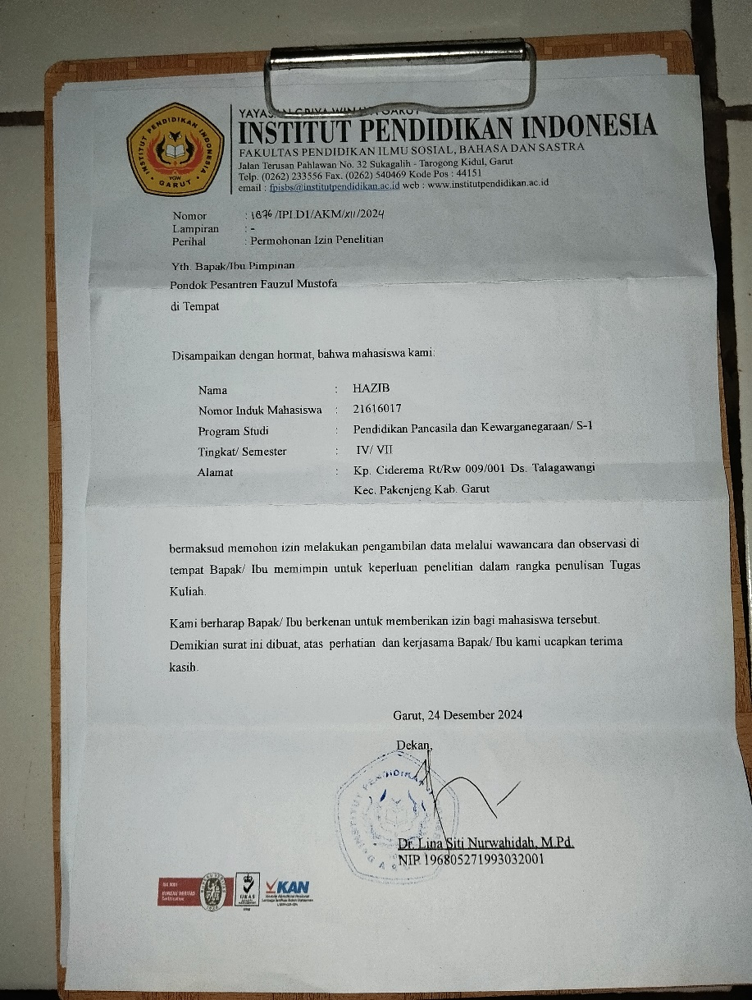 INSTITUT PENDIDIKAN INDONESIA
FAKULTAS PENDIDIKAN ILMU SOSIAL, BAHASA DAN SASTRA
Jalan Terusan Pahlawan No. 32 Sukagalih - Tarogong Kidul, Garut
Telp. (0262) 233556 Fax. (0262) 540469 Kode Pos : 44151
email : fpisbs@institutpendidikan.ac.id web : www.institutpendidikan.ac.id
INSTITUT PENDIDIKAN INDONESIA
YGW
GARUT
Nomor : 1876/IPI.D1/AKM/XII/2024
Lampiran : -
Perihal : Permohonan Izin Penelitian
Yth. Bapak/Ibu Pimpinan
Pondok Pesantren Fauzul Mustofa
di Tempat
Disampaikan dengan hormat, bahwa mahasiswa kami:
Nama : HAZIB
Nomor Induk Mahasiswa : 21616017
Program Studi : Pendidikan Pancasila dan Kewarganegaraan/ S-1
Tingkat/ Semester : IV/ VII
Alamat : Kp. Ciderema Rt/Rw 009/001 Ds. Talagawangi
Kec. Pakenjeng Kab. Garut
bermaksud memohon izin melakukan pengambilan data melalui wawancara dan observasi di
tempat Bapak/ Ibu memimpin untuk keperluan penelitian dalam rangka penulisan Tugas
Kuliah.
Kami berharap Bapak/ Ibu berkenan untuk memberikan izin bagi mahasiswa tersebut.
Demikian surat ini dibuat, atas perhatian dan kerjasama Bapak/ Ibu kami ucapkan terima
kasih.
Garut, 24 Desember 2024
Dekan,
Dr. Lina Siti Nurwahidah, M.Pd.
NIP. 196805271993032001
ISO 9001
BUREAU VERITAS
Certification
UKAS
KAN